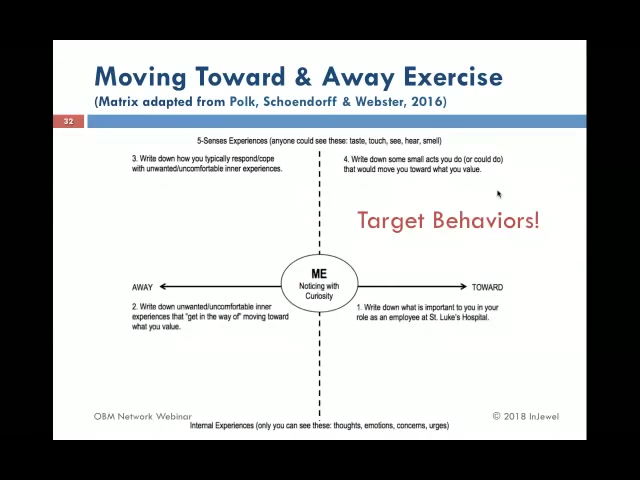 Moving Toward & Away Exercise
(Matrix adapted from Polk, Schoendorff & Webster, 2016)
32
5-Senses Experiences (anyone could see these: taste, touch, see, hear, smell)
3. Write down how you typically respond/cope
with unwanted/uncomfortable inner experiences.
4. Write down some small acts you do (or could do)
that would move you toward what you value.
Target Behaviors!
ME
Noticing with
Curiosity
AWAY
TOWARD
2. Write down unwanted/uncomfortable inner
experiences that "get in the way of" moving toward
what you value.
1. Write down what is important to you in your
role as an employee at St. Luke's Hospital.
OBM Network Webinar
© 2018 InJewel
Internal Experiences (only you can see these: thoughts, emotions, concerns, urges)